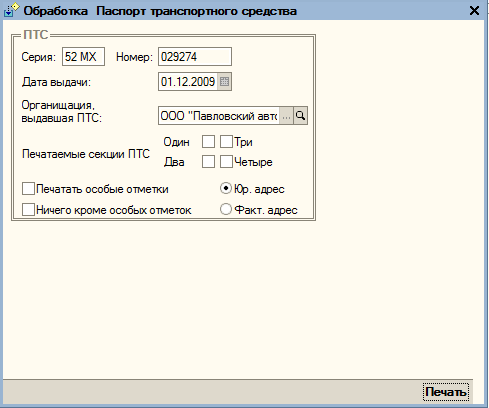 Обработка Паспорт транспортного средства
ПТС
Серия: 52 МХ Номер: 029274
Дата выдачи: 01.12.2009
Органищация,
выдавшая ПТС: ООО "Павловский авто ...
Один Три
Печатаемые секции ПТС
Два Четыре
Печатать особые отметки Юр. адрес
Ничего кроме особых отметок Факт. адрес
Печать